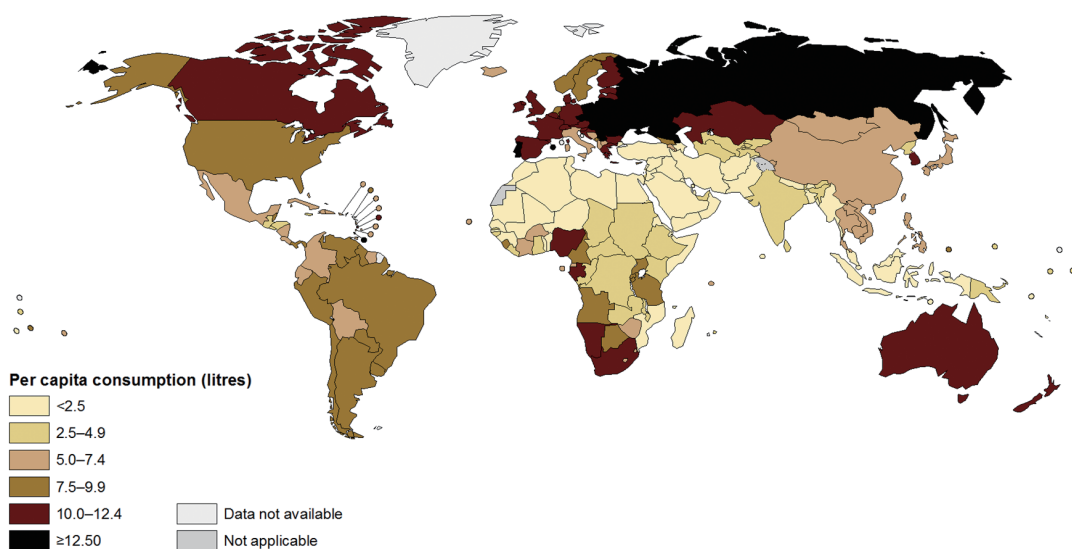 Per capita consumption (litres)
<2.5
2.5–4.9
5.0–7.4
7.5–9.9
10.0–12.4
≥12.50
Data not available
Not applicable